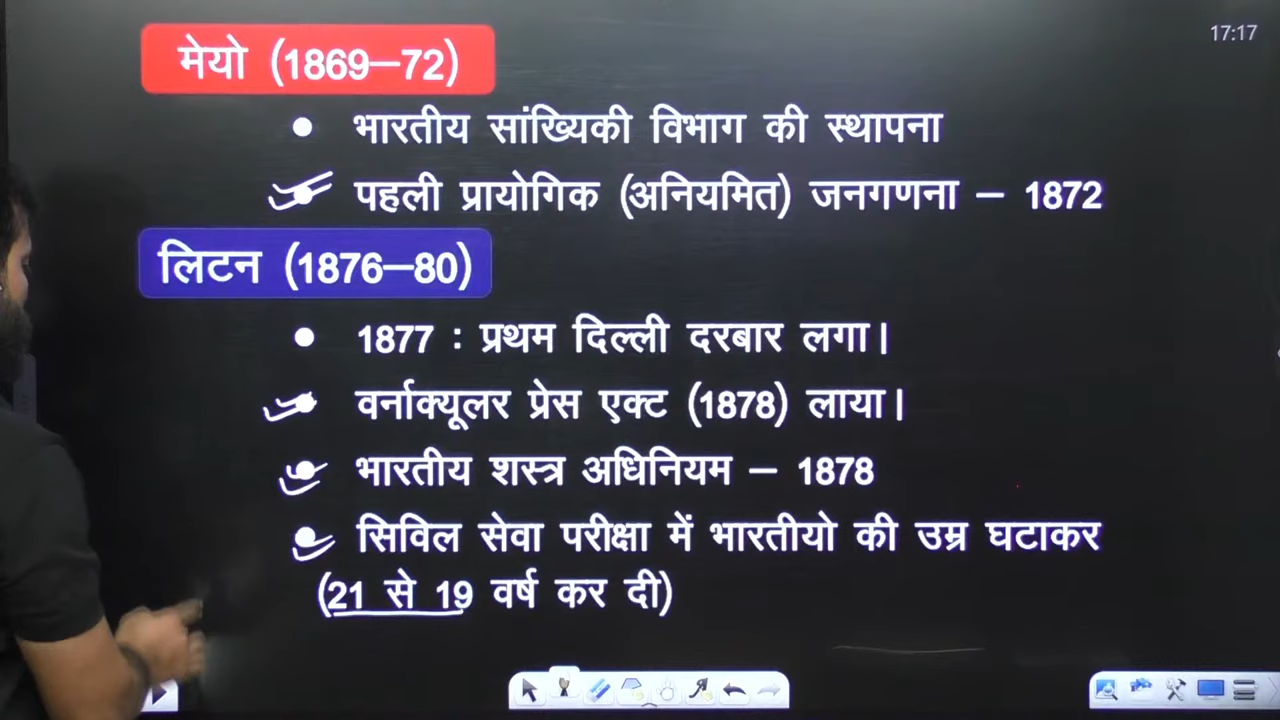 17:17
मेयो (1869–72)
• भारतीय सांख्यिकी विभाग की स्थापना
• पहली प्रायोगिक (अनियमित) जनगणना – 1872
लिटन (1876–80)
• 1877 : प्रथम दिल्ली दरबार लगा।
• वर्नाक्यूलर प्रेस एक्ट (1878) लाया।
• भारतीय शस्त्र अधिनियम – 1878
• सिविल सेवा परीक्षा में भारतीयो की उम्र घटाकर
(21 से 19 वर्ष कर दी)